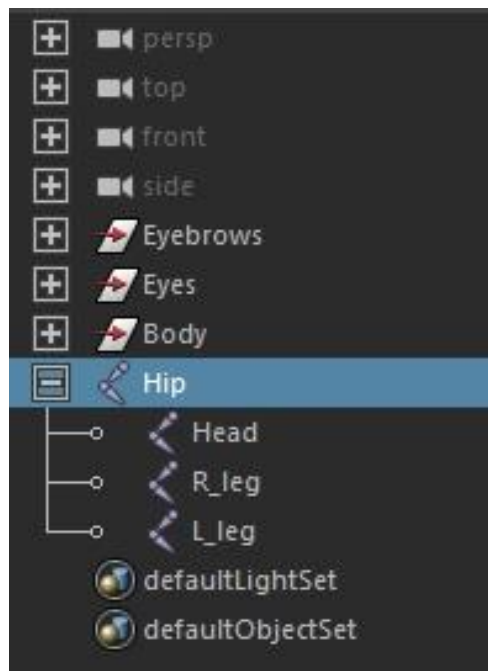 persp
top
front
side
Eyebrows
Eyes
Body
Hip
Head
R_leg
L_leg
defaultLightSet
defaultObjectSet